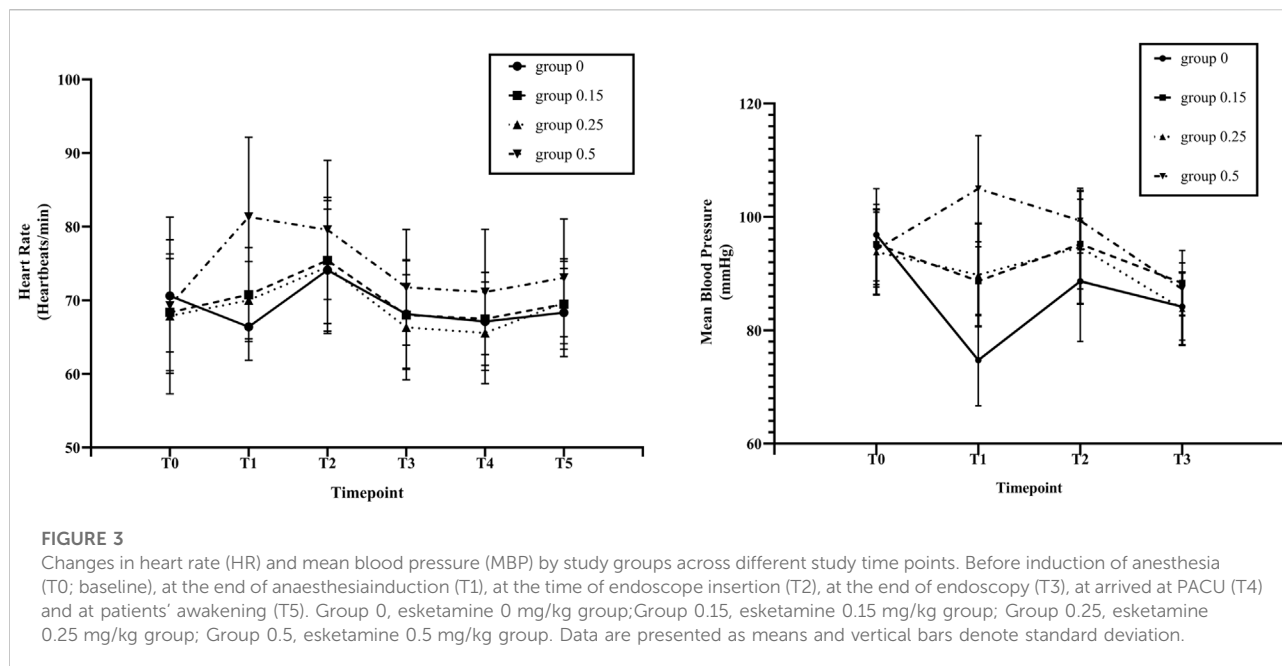 group 0
group 0.15
group 0.25
group 0.5
100
90
80
70
60
50
Heart Rate
(Heartbeats/min)
T0 T1 T2 T3 T4 T5
Timepoint
group 0
group 0.15
group 0.25
group 0.5
120
100
80
60
Mean Blood Pressure
(mmHg)
T0 T1 T2 T3
Timepoint
FIGURE 3
Changes in heart rate (HR) and mean blood pressure (MBP) by study groups across different study time points. Before induction of anesthesia
(T0; baseline), at the end of anaesthesiainduction (T1), at the time of endoscope insertion (T2), at the end of endoscopy (T3), at arrived at PACU (T4)
and at patients’ awakening (T5). Group 0, esketamine 0 mg/kg group;Group 0.15, esketamine 0.15 mg/kg group; Group 0.25, esketamine
0.25 mg/kg group; Group 0.5, esketamine 0.5 mg/kg group. Data are presented as means and vertical bars denote standard deviation.